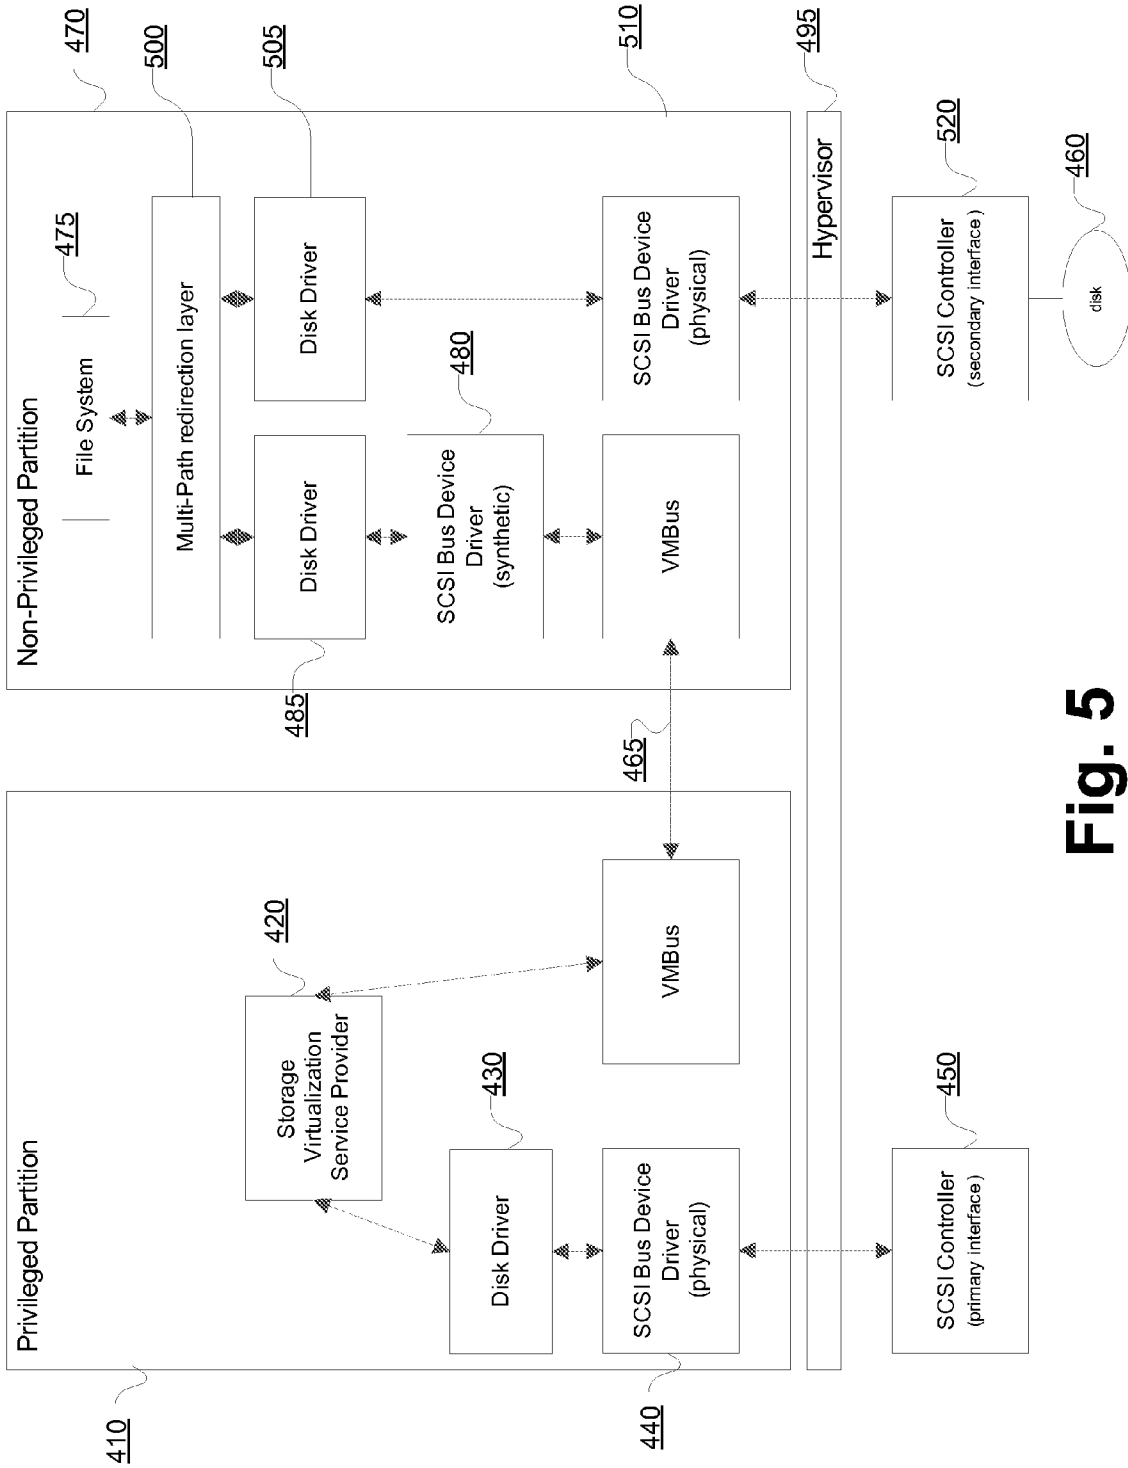 Privileged Partition
410
Storage
Virtualization
Service Provider
420
Disk Driver
430
SCSI Bus Device
Driver
(physical)
440
VMBus
465
Non-Privileged Partition
470
File System
475
Multi-Path redirection layer
500
Disk Driver
485
Disk Driver
505
SCSI Bus Device
Driver
(synthetic)
480
VMBus
SCSI Bus Device
Driver
(physical)
510
Hypervisor
495
SCSI Controller
(primary interface)
450
SCSI Controller
(secondary interface)
520
disk
460
Fig. 5